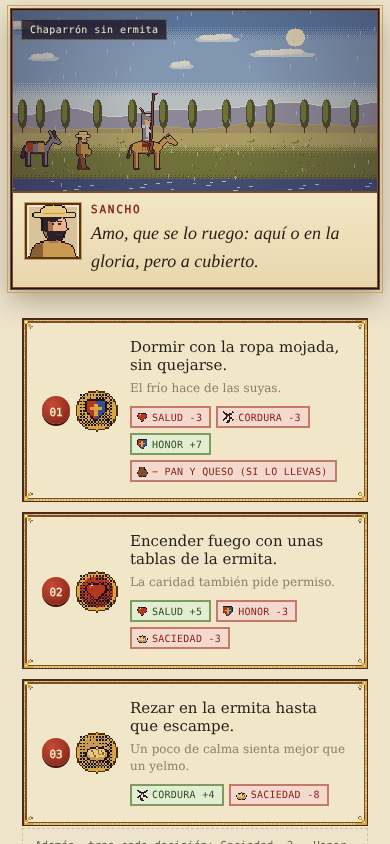 Chaparrón sin ermita
SANCHO
Amo, que se lo ruego: aquí o en la
gloria, pero a cubierto.
01
Dormir con la ropa mojada,
sin quejarse.
El frío hace de las suyas.
SALUD -3
CORDURA -3
HONOR +7
— PAN Y QUESO (SI LO LLEVAS)
02
Encender fuego con unas
tablas de la ermita.
La caridad también pide permiso.
SALUD +5
HONOR -3
SACIEDAD -3
03
Rezar en la ermita hasta
que escampe.
Un poco de calma sienta mejor que
un yelmo.
CORDURA +4
SACIEDAD -8